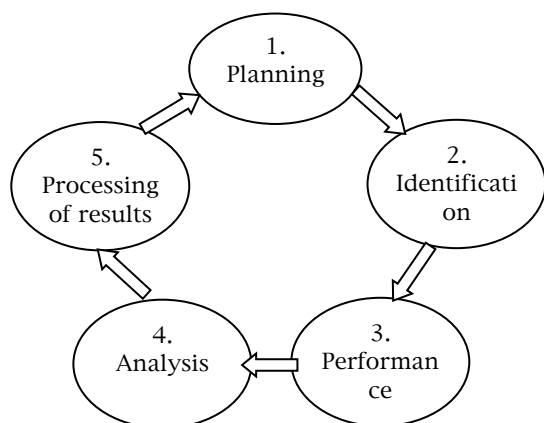 1.
Planning
2.
Identificati
on
3.
Performan
ce
4.
Analysis
5.
Processing
of results